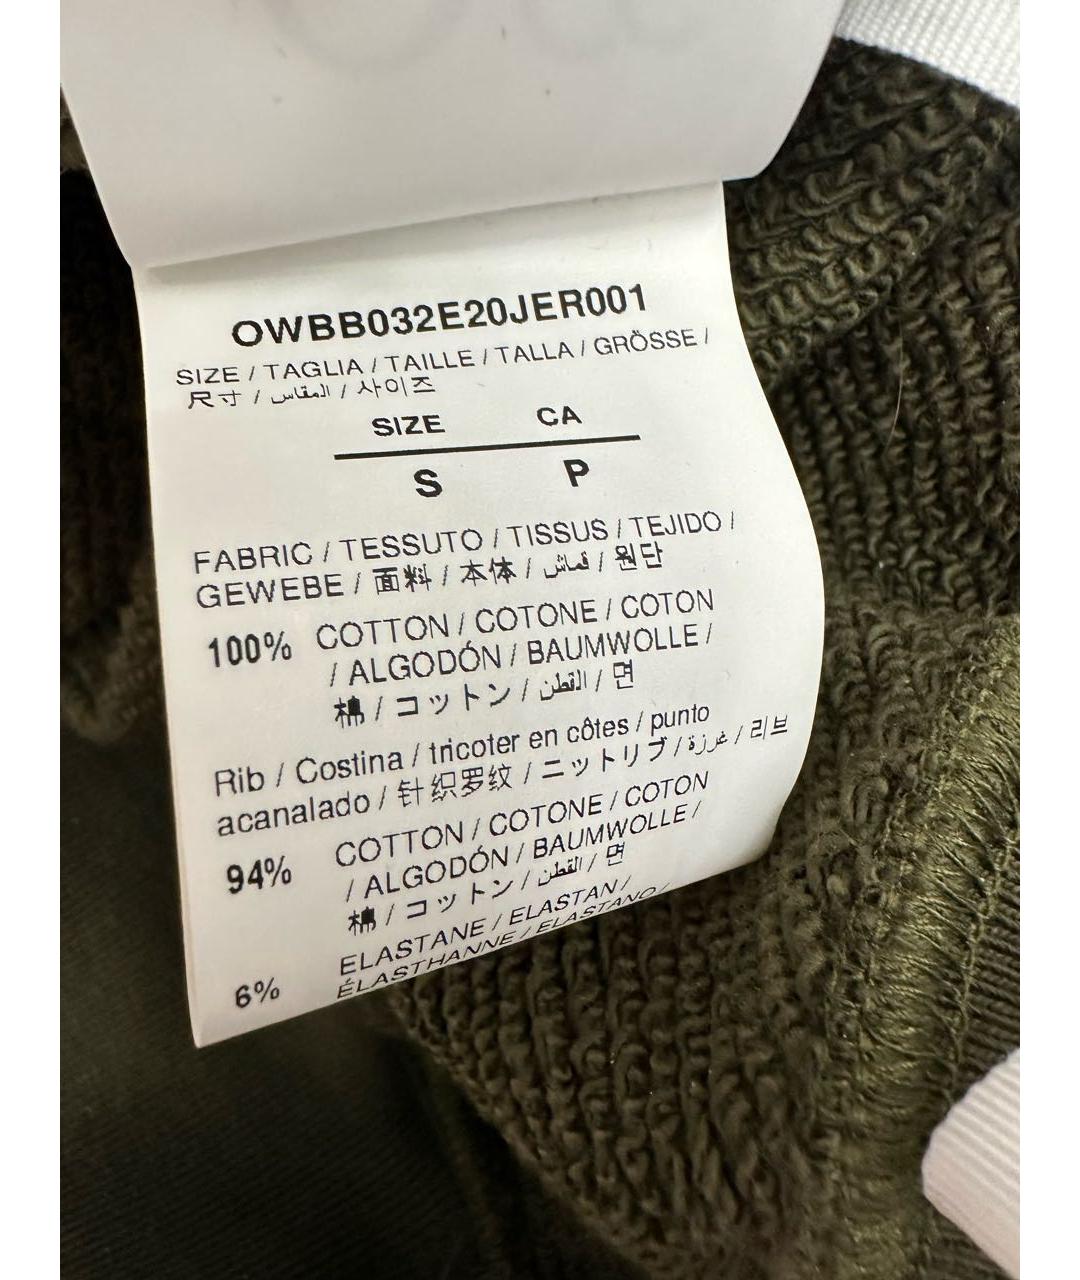 OWBB032E20JER001
SIZE / TAGLIA / TAILLE / TALLA / GRÖSSE /
尺寸 / المقاس / 사이즈
SIZE CA
S P
FABRIC / TESSUTO / TISSUS / TEJIDO /
GEWEBE / 面料 / 本体 / قماش / 원단
100% COTTON / COTONE / COTON
/ ALGODÓN / BAUMWOLLE /
棉 / コットン / القطن / 면
Rib / Costina / tricoter en côtes / punto
acanalado / 针织罗纹 / ニットリブ / غرزة / 리브
94% COTTON / COTONE / COTON
/ ALGODÓN / BAUMWOLLE /
棉 / コットン / القطن / 면
6% ELASTANE / ELASTAN /
ÉLASTHANNE / ELASTANO /